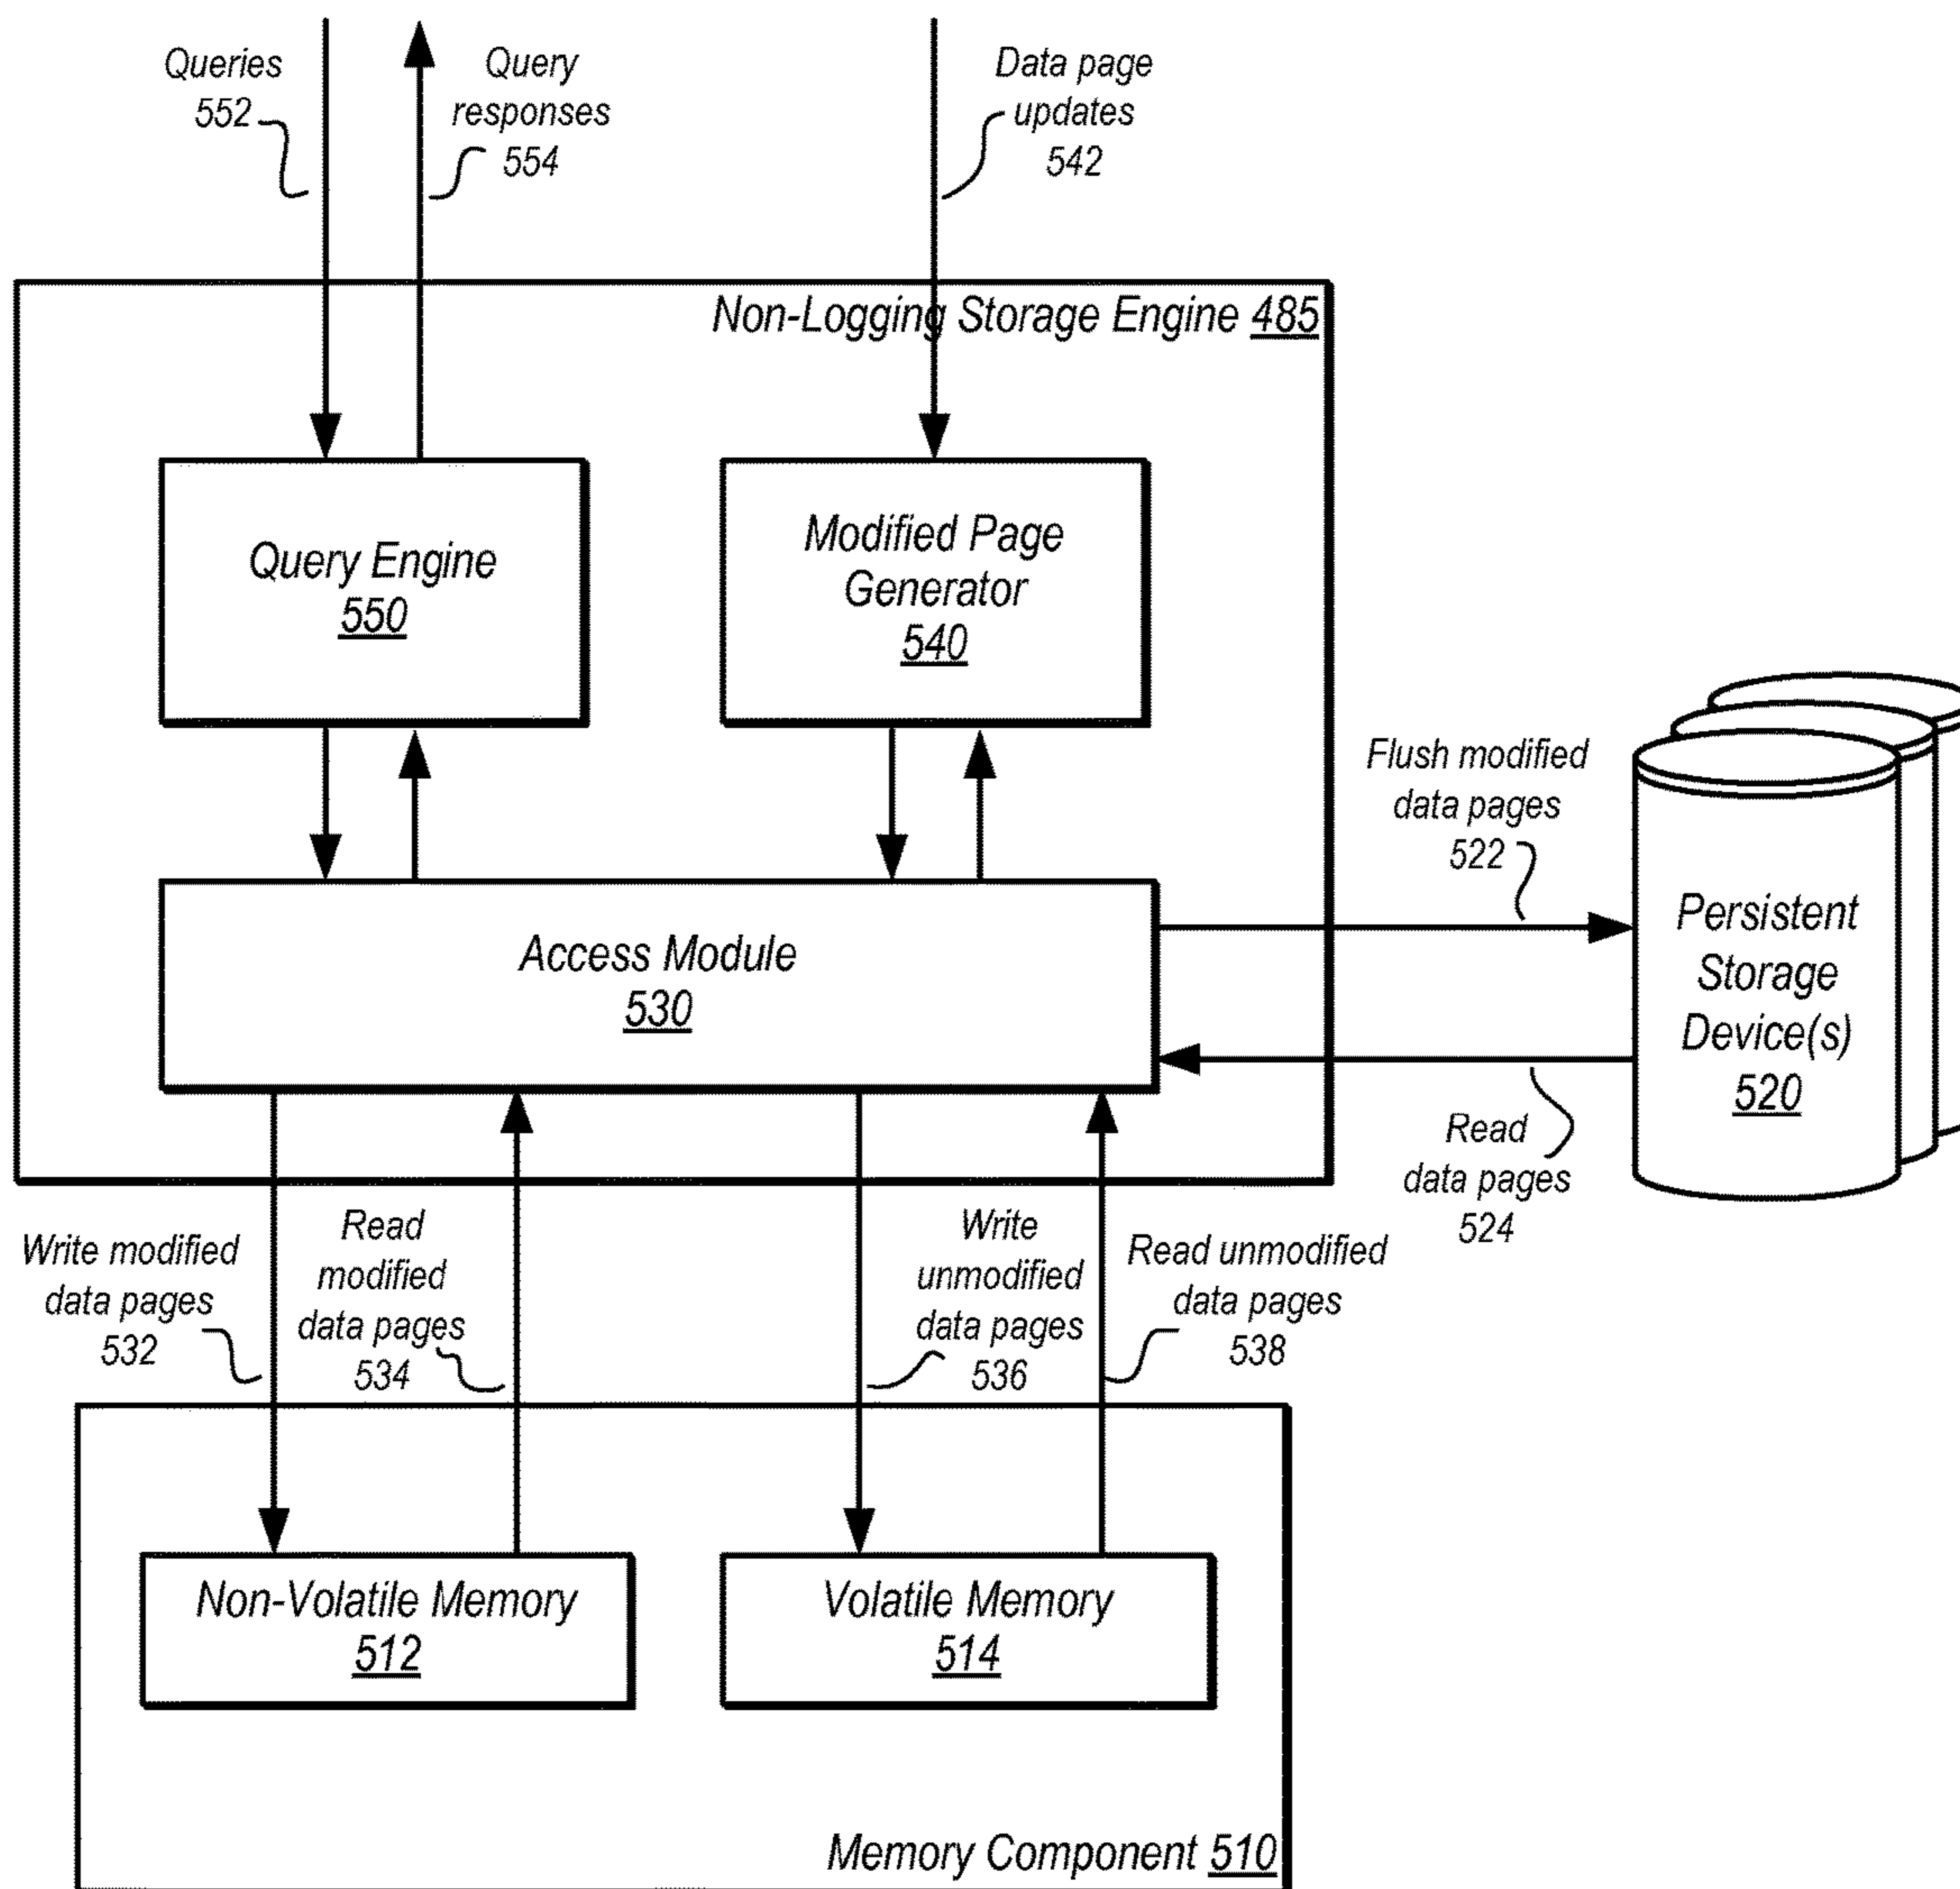 Queries
552
Query
responses
554
Data page
updates
542
Non-Logging Storage Engine 485
Query Engine
550
Modified Page
Generator
540
Flush modified
data pages
522
Access Module
530
Persistent
Storage
Device(s)
520
Read
data pages
524
Write modified
data pages
532
Read
modified
data pages
534
Write
unmodified
data pages
536
Read unmodified
data pages
538
Non-Volatile Memory
512
Volatile Memory
514
Memory Component 510